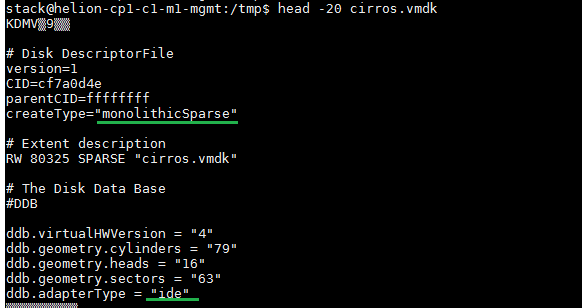 stack@helion-cp1-c1-m1-mgmt:/tmp$ head -20 cirros.vmdk
KDMV▒9▒▒
# Disk DescriptorFile
version=1
CID=cf7a0d4e
parentCID=ffffffff
createType="monolithicSparse"
# Extent description
RW 80325 SPARSE "cirros.vmdk"
# The Disk Data Base
#DDB
ddb.virtualHWVersion = "4"
ddb.geometry.cylinders = "79"
ddb.geometry.heads = "16"
ddb.geometry.sectors = "63"
ddb.adapterType = "ide"